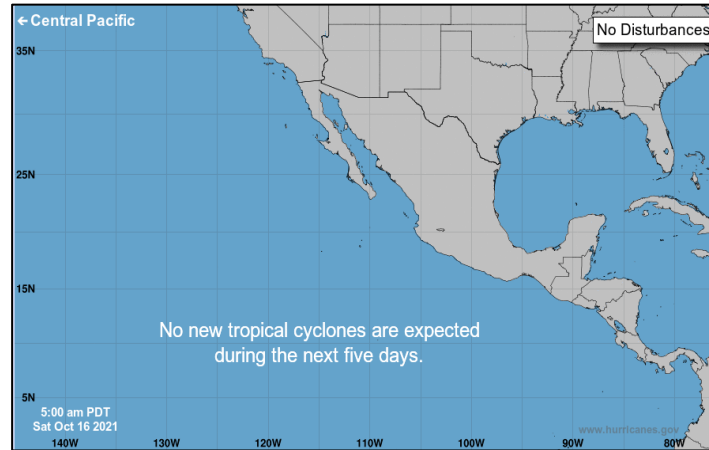 ← Central Pacific
No Disturbances
35N
25N
15N
No new tropical cyclones are expected
during the next five days.
5N
5:00 am PDT
Sat Oct 16 2021
www.hurricanes.gov
140W 130W 120W 110W 100W 90W 80W